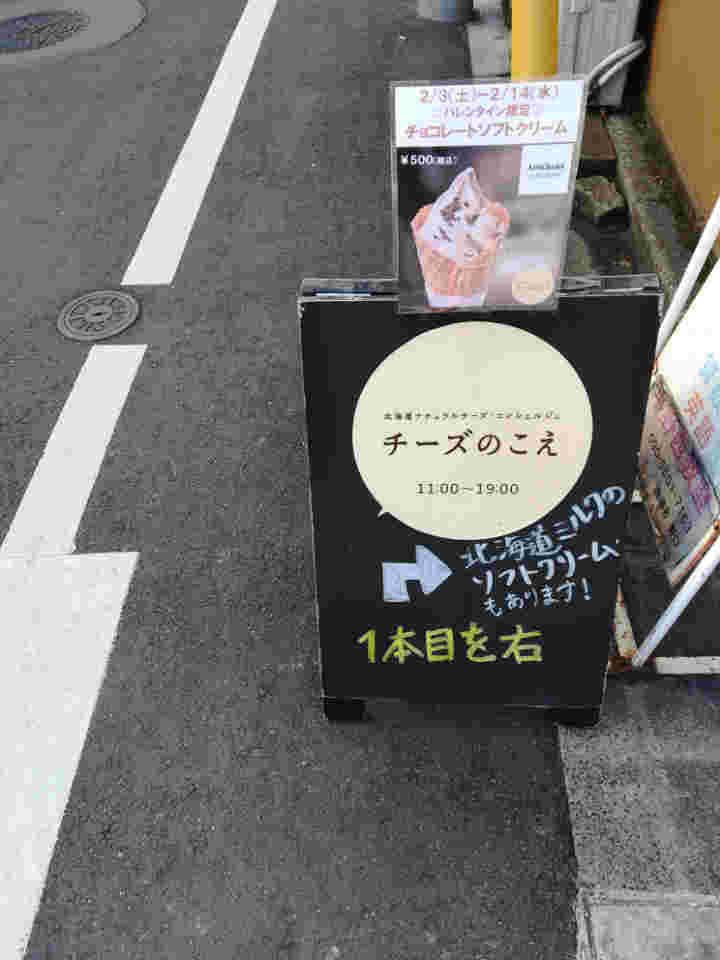 2/3(土)-2/14(水)
バレンタイン限定
チョコレートソフトクリーム
¥500(税込)
北海道ナチュラルチーズ・コンシェルジュ
チーズのこえ
11:00〜19:00
北海道ミルクの
ソフトクリーム
もあります!
1本目を右